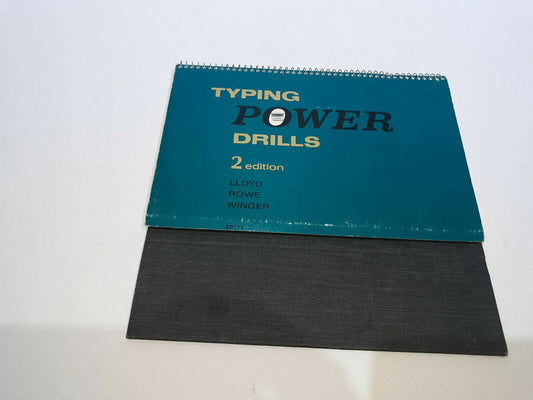 TYPING
POWER
DRILLS
2 edition
LLOYD
ROWE
WINGER